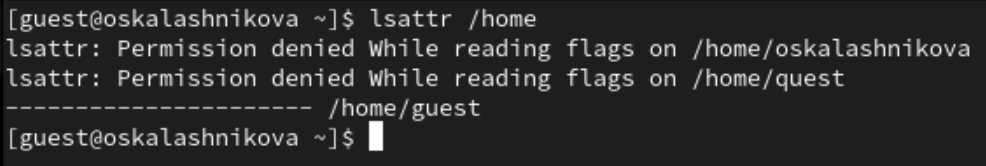 [guest@oskalashnikova ~]$ lsattr /home
lsattr: Permission denied While reading flags on /home/oskalashnikova
lsattr: Permission denied While reading flags on /home/quest
---------------------- /home/guest
[guest@oskalashnikova ~]$